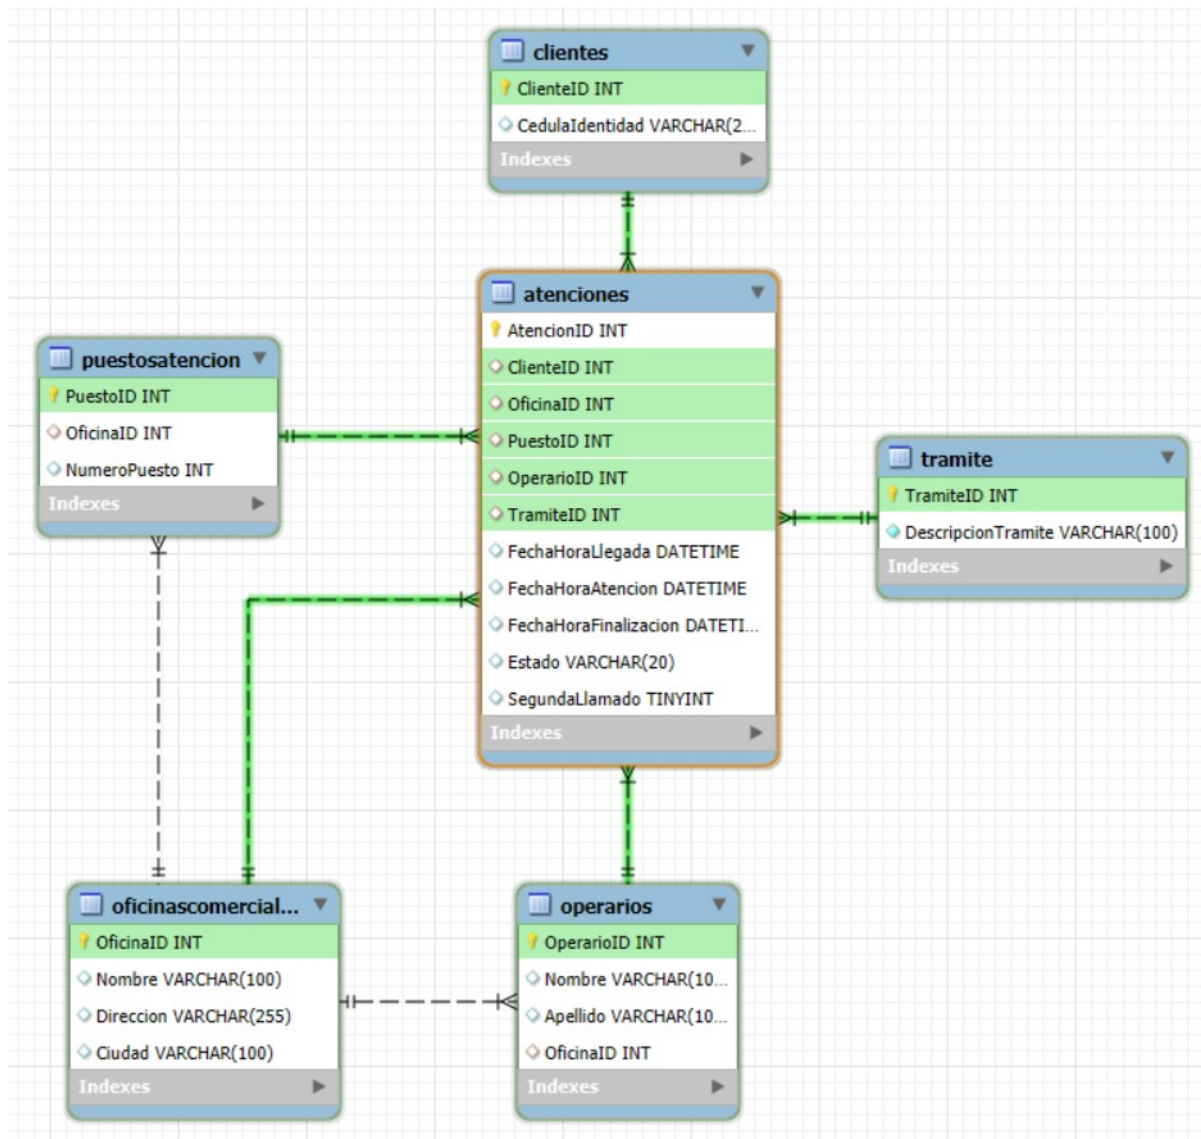 clientes
ClienteID INT
CedulaIdentidad VARCHAR(2...
Indexes
atenciones
AtencionID INT
ClienteID INT
OficinaID INT
PuestoID INT
OperarioID INT
TramiteID INT
FechaHoraLlegada DATETIME
FechaHoraAtencion DATETIME
FechaHoraFinalizacion DATETI...
Estado VARCHAR(20)
SegundaLlamado TINYINT
Indexes
puestosatencion
PuestoID INT
OficinaID INT
NumeroPuesto INT
Indexes
tramite
TramiteID INT
DescripcionTramite VARCHAR(100)
Indexes
oficinascomercial...
OficinaID INT
Nombre VARCHAR(100)
Direccion VARCHAR(255)
Ciudad VARCHAR(100)
Indexes
operarios
OperarioID INT
Nombre VARCHAR(10...
Apellido VARCHAR(10...
OficinaID INT
Indexes